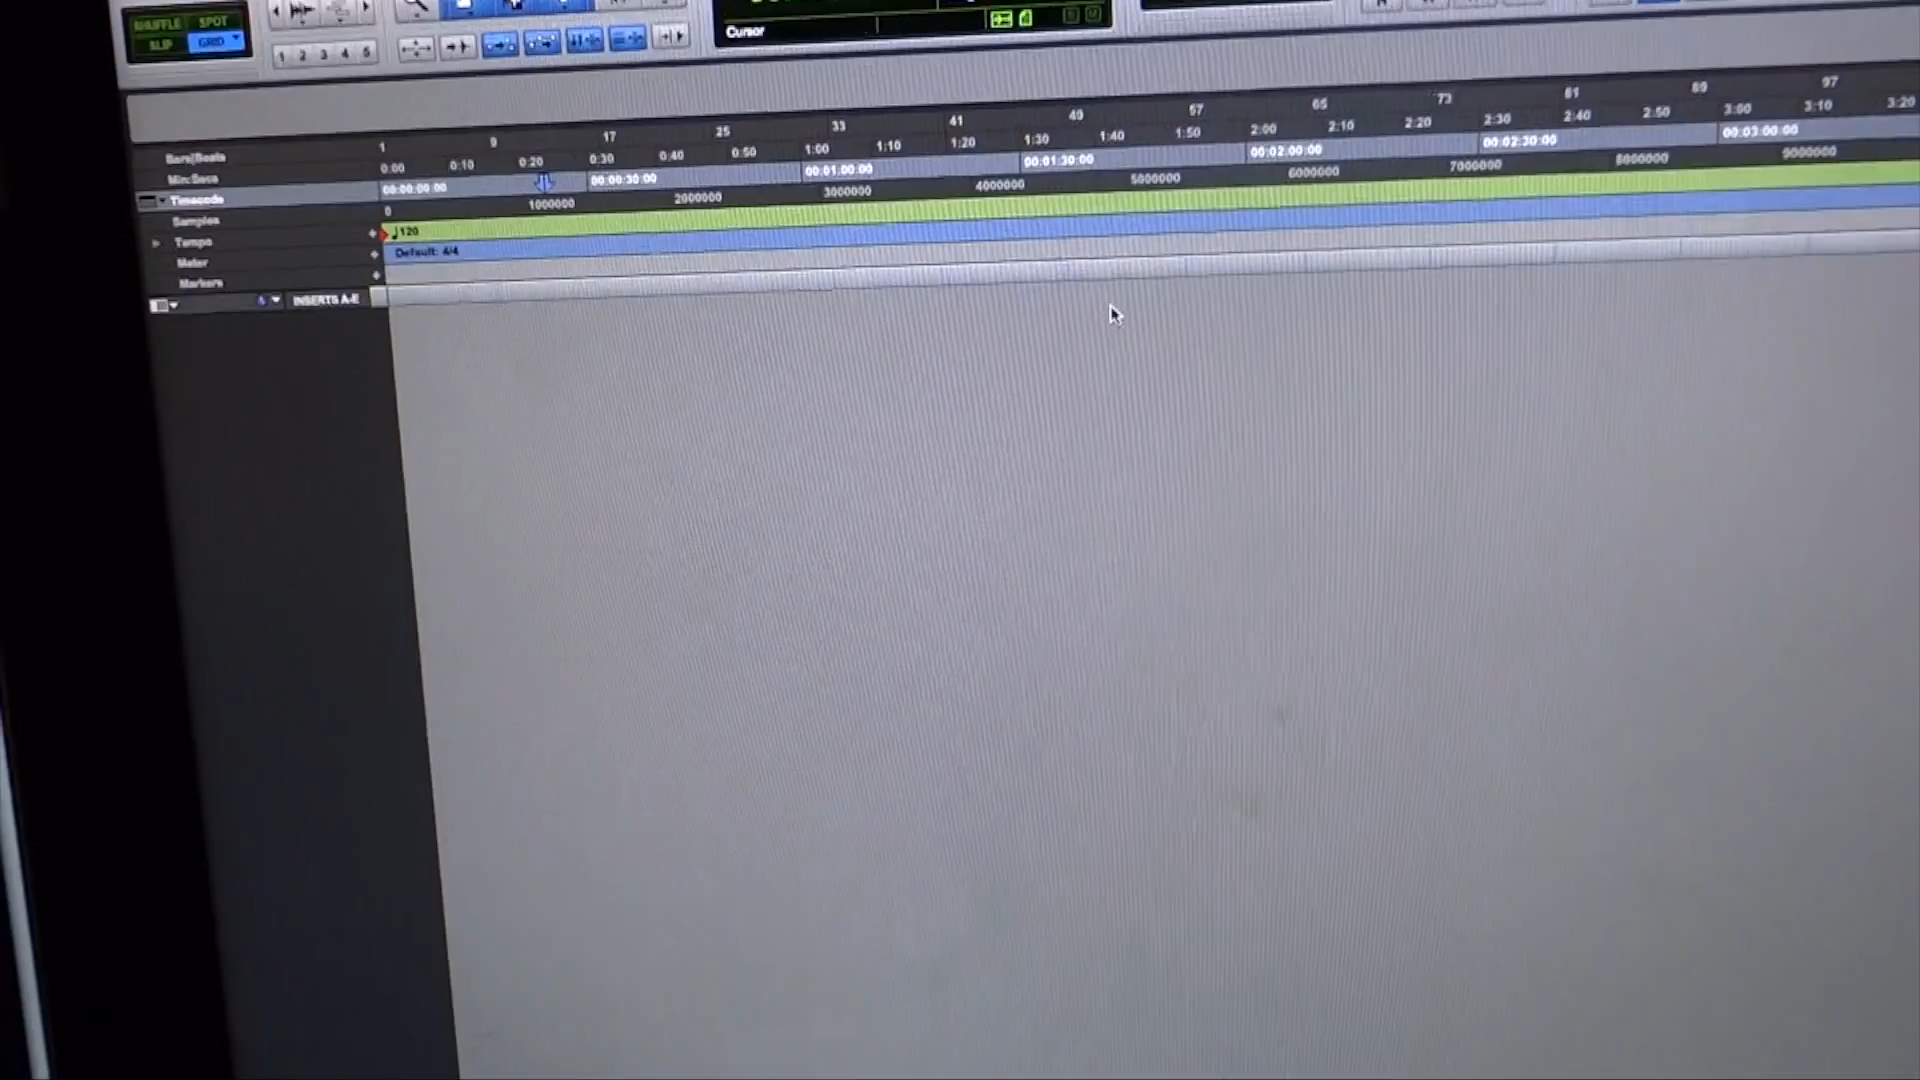 SHUFFLE SPOT
SLIP GRID
1 2 3 4 5
Cursor
Bars|Beats 1 9 17 25 33 41 49 57 65 73 81 89 97
Min:Secs 0:00 0:10 0:20 0:30 0:40 0:50 1:00 1:10 1:20 1:30 1:40 1:50 2:00 2:10 2:20 2:30 2:40 2:50 3:00 3:10 3:20
Timecode 00:00:00:00 00:00:30:00 00:01:00:00 00:01:30:00 00:02:00:00 00:02:30:00 00:03:00:00
Samples 0 1000000 2000000 3000000 4000000 5000000 6000000 7000000 8000000 9000000
Tempo ♩120
Meter Default: 4/4
Markers
INSERTS A-E